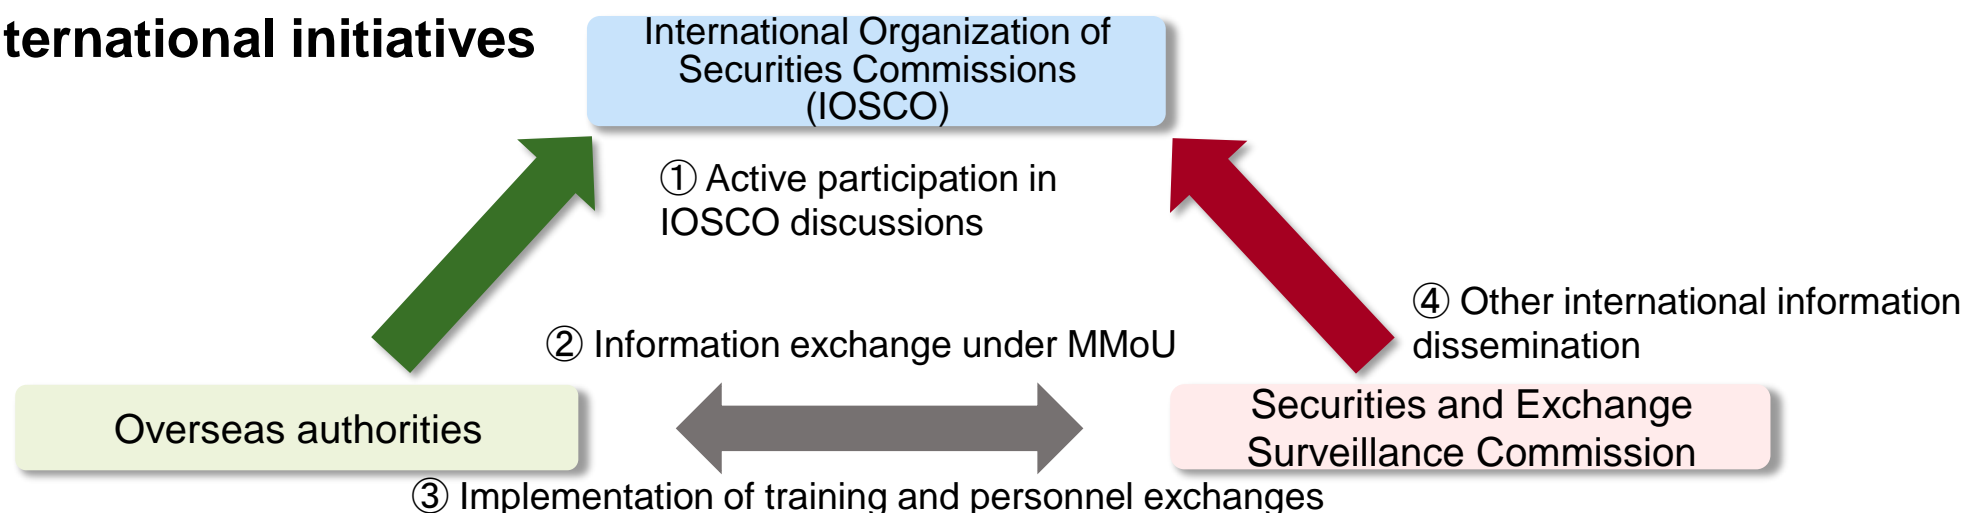 ternational initiatives
International Organization of
Securities Commissions
(IOSCO)
① Active participation in
IOSCO discussions
④ Other international information
dissemination
② Information exchange under MMoU
Overseas authorities
Securities and Exchange
Surveillance Commission
③ Implementation of training and personnel exchanges